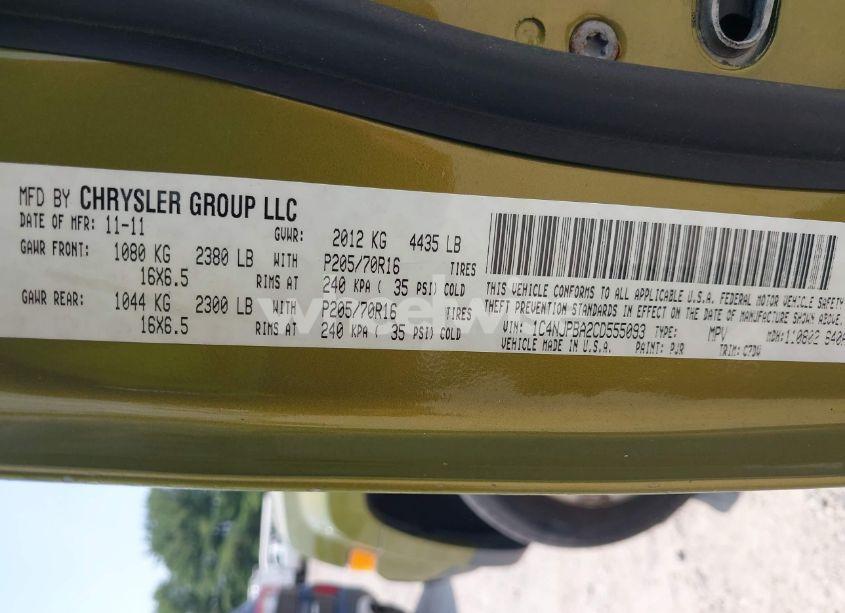 MFD BY CHRYSLER GROUP LLC
DATE OF MFR: 11-11 GVWR: 2012 KG 4435 LB
GAWR FRONT: 1080 KG 2380 LB WITH P205/70R16 TIRES
16X6.5 RIMS AT 240 KPA ( 35 PSI) COLD
GAWR REAR: 1044 KG 2300 LB WITH P205/70R16 TIRES
16X6.5 RIMS AT 240 KPA ( 35 PSI) COLD
THIS VEHICLE CONFORMS TO ALL APPLICABLE U.S.A. FEDERAL MOTOR VEHICLE SAFETY
THEFT PREVENTION STANDARDS IN EFFECT ON THE DATE OF MANUFACTURE SHOWN ABOVE.
VIN: 1C4NJPBA2CD555093 TYPE: MPV MDH: 110802
VEHICLE MADE IN U.S.A. PAINT: PJR TRIM: